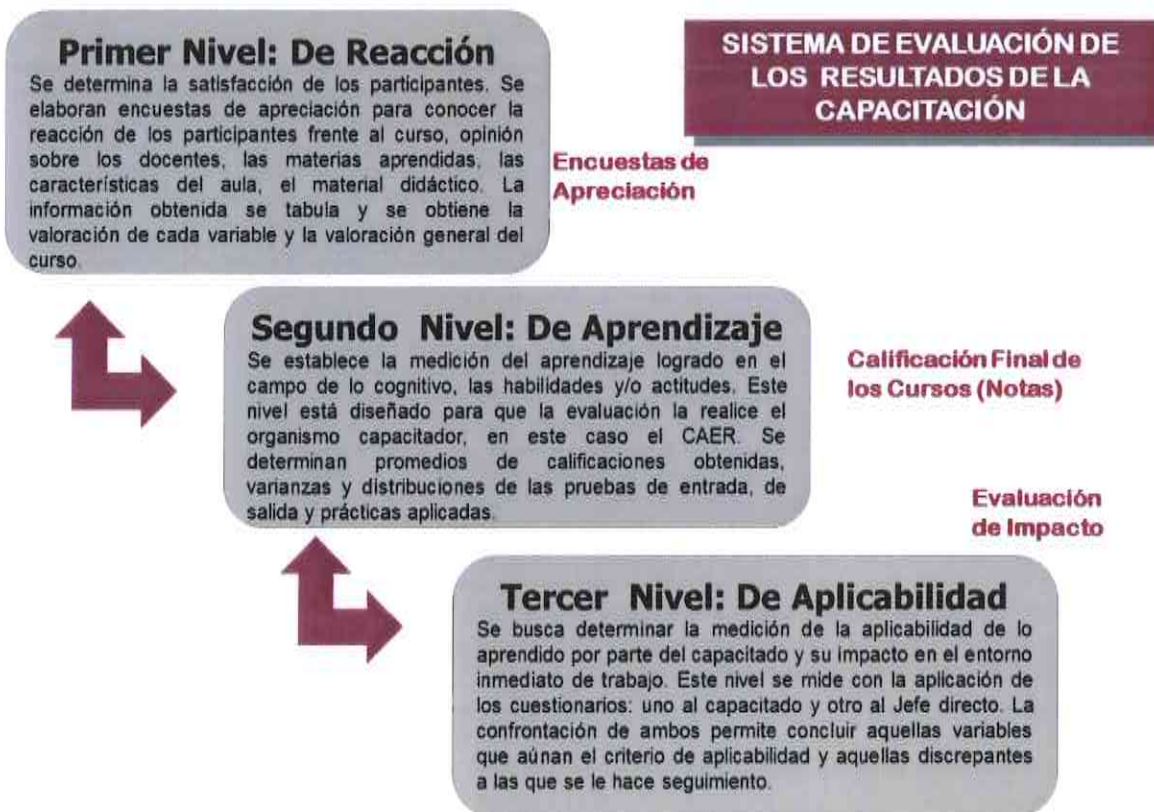 SISTEMA DE EVALUACIÓN DE
LOS RESULTADOS DE LA
CAPACITACIÓN
Primer Nivel: De Reacción
Se determina la satisfacción de los participantes. Se
elaboran encuestas de apreciación para conocer la
reacción de los participantes frente al curso, opinión
sobre los docentes, las materias aprendidas, las
características del aula, el material didáctico. La
información obtenida se tabula y se obtiene la
valoración de cada variable y la valoración general del
curso.
Encuestas de
Apreciación
Segundo Nivel: De Aprendizaje
Se establece la medición del aprendizaje logrado en el
campo de lo cognitivo, las habilidades y/o actitudes. Este
nivel está diseñado para que la evaluación la realice el
organismo capacitador, en este caso el CAER. Se
determinan promedios de calificaciones obtenidas,
varianzas y distribuciones de las pruebas de entrada, de
salida y prácticas aplicadas.
Calificación Final de
los Cursos (Notas)
Evaluación
de Impacto
Tercer Nivel: De Aplicabilidad
Se busca determinar la medición de la aplicabilidad de lo
aprendido por parte del capacitado y su impacto en el entorno
inmediato de trabajo. Este nivel se mide con la aplicación de
los cuestionarios: uno al capacitado y otro al Jefe directo. La
confrontación de ambos permite concluir aquellas variables
que aúnan el criterio de aplicabilidad y aquellas discrepantes
a las que se le hace seguimiento.